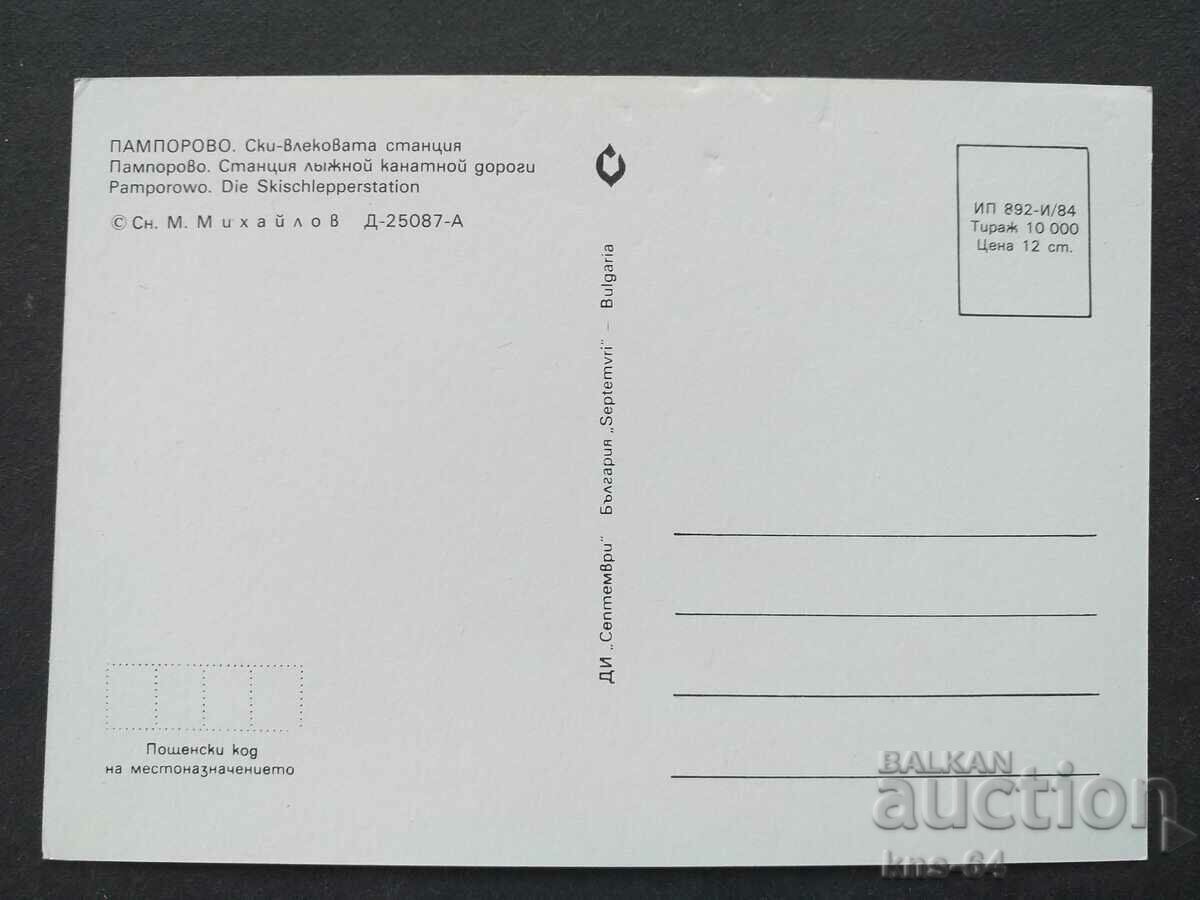 ПАМПОРОВО. Ски-влековата станция
Пампорово. Станция лыжной канатной дороги
Pamporowo. Die Skischlepperstation
© Сн. М. Михайлов Д-25087-А
ДИ „Септември" България „Septemvri" – Bulgaria
ИП 892-И/84
Тираж 10 000
Цена 12 ст.
Пощенски код
на местоназначението
BALKAN
auction
kns-64